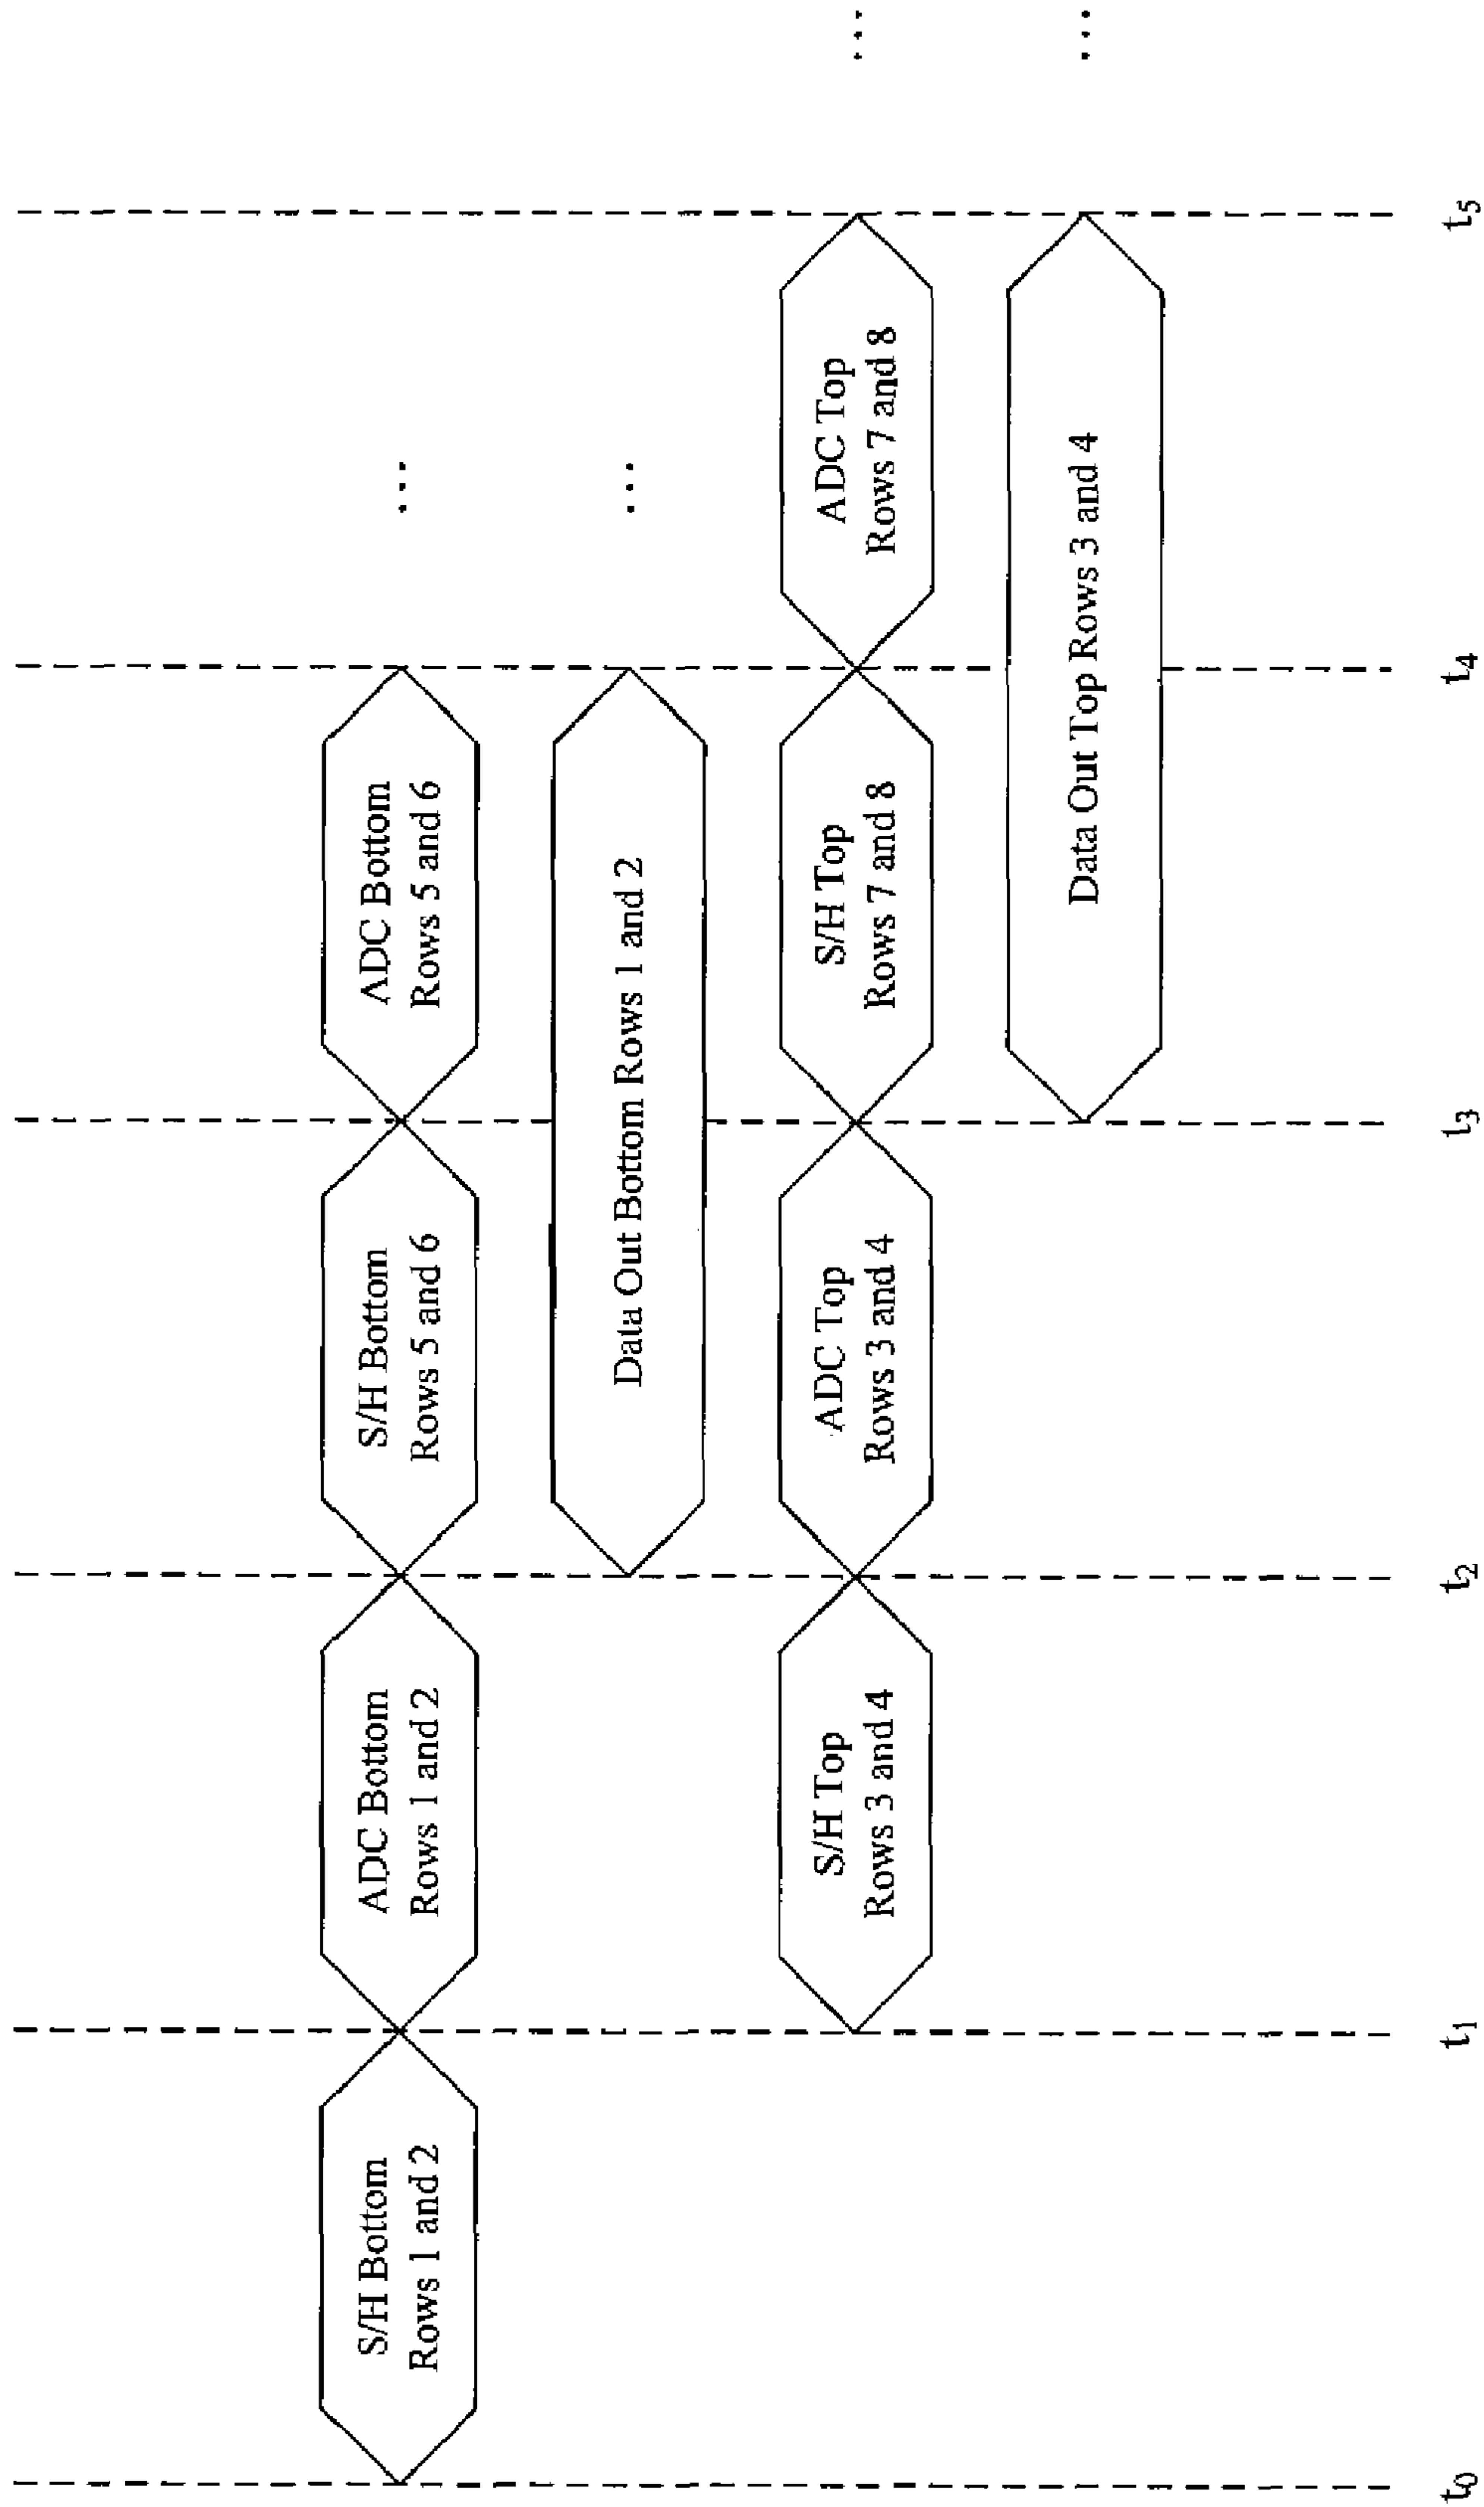 S/H Bottom
Rows 1 and 2
ADC Bottom
Rows 1 and 2
S/H Bottom
Rows 5 and 6
ADC Bottom
Rows 5 and 6
...
Data Out Bottom Rows 1 and 2
...
S/H Top
Rows 3 and 4
ADC Top
Rows 3 and 4
S/H Top
Rows 7 and 8
ADC Top
Rows 7 and 8
...
Data Out Top Rows 3 and 4
...
t0
t1
t2
t3
t4
t5